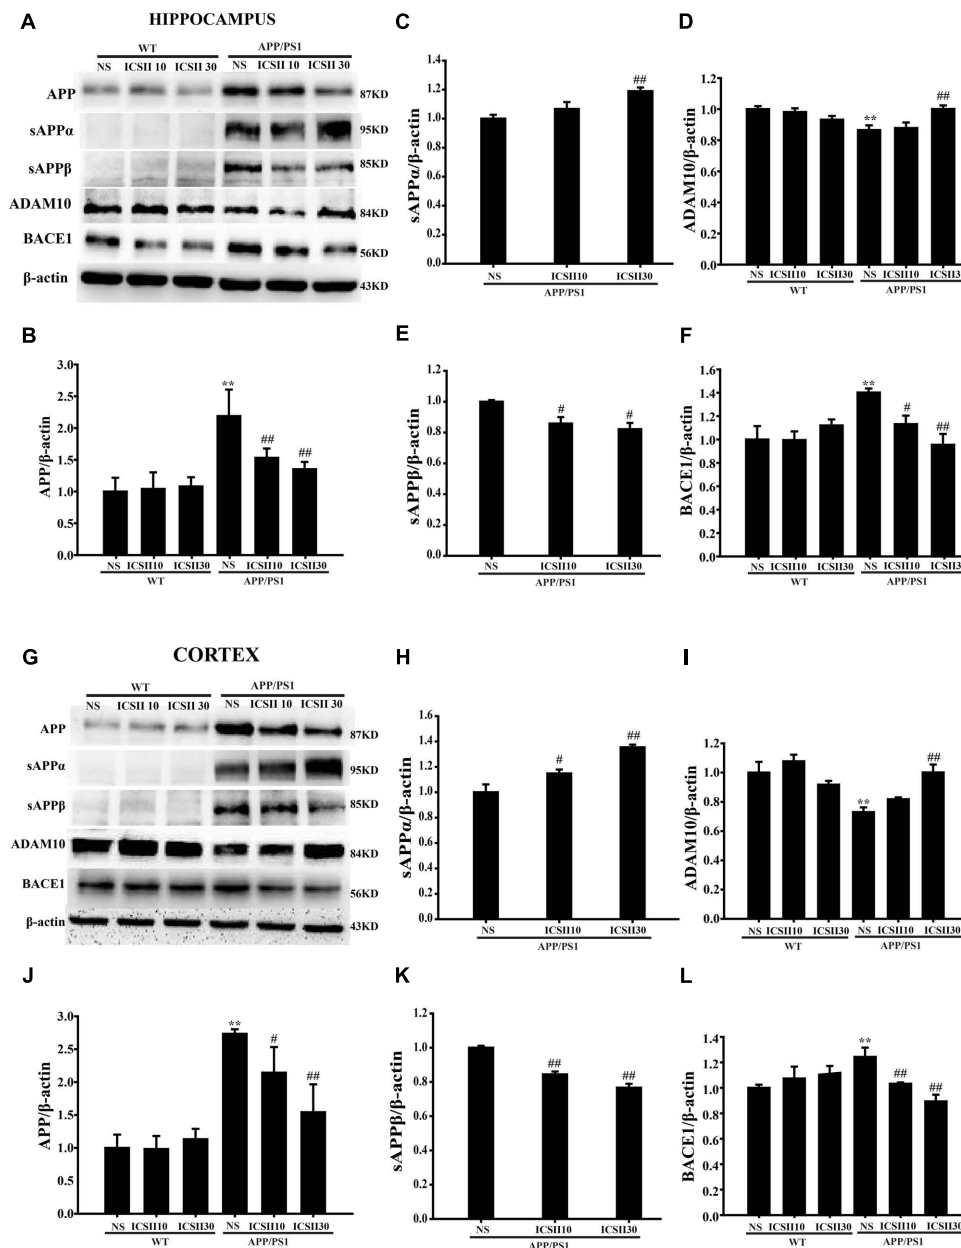 A HIPPOCAMPUS
WT APP/PS1
NS ICSII 10 ICSII 30 NS ICSII 10 ICSII 30
APP 87KD
sAPPα 95KD
sAPPβ 85KD
ADAM10 84KD
BACE1 56KD
β-actin 43KD
C
sAPPα/β-actin
1.4
1.2
1.0
0.8
0.6
0.4
0.2
0.0
##
NS ICSII10 ICSII30
APP/PS1
D
ADAM10/β-actin
1.2
1.0
0.8
0.6
0.4
0.2
0.0
** ##
NS ICSII10 ICSII30 NS ICSII10 ICSII30
WT APP/PS1
B
APP/β-actin
3.0
2.5
2.0
1.5
1.0
0.5
0.0
** ## ##
NS ICSII10 ICSII30 NS ICSII10 ICSII30
WT APP/PS1
E
sAPPβ/β-actin
1.2
1.0
0.8
0.6
0.4
0.2
0.0
# #
NS ICSII10 ICSII30
APP/PS1
F
BACE1/β-actin
1.6
1.4
1.2
1.0
0.8
0.6
0.4
0.2
0.0
** # ##
NS ICSII10 ICSII30 NS ICSII10 ICSII30
WT APP/PS1
G CORTEX
WT APP/PS1
NS ICSII 10 ICSII 30 NS ICSII 10 ICSII 30
APP 87KD
sAPPα 95KD
sAPPβ 85KD
ADAM10 84KD
BACE1 56KD
β-actin 43KD
H
sAPPα/β-actin
1.6
1.4
1.2
1.0
0.8
0.6
0.4
0.2
0.0
# ##
NS ICSII10 ICSII30
APP/PS1
I
ADAM10/β-actin
1.2
1.0
0.8
0.6
0.4
0.2
0.0
** ##
NS ICSII10 ICSII30 NS ICSII10 ICSII30
WT APP/PS1
J
APP/β-actin
3.0
2.5
2.0
1.5
1.0
0.5
0.0
** # ##
NS ICSII10 ICSII30 NS ICSII10 ICSII30
WT APP/PS1
K
sAPPβ/β-actin
1.2
1.0
0.8
0.6
0.4
0.2
0.0
## ##
NS ICSII10 ICSII30
APP/PS1
L
BACE1/β-actin
1.4
1.2
1.0
0.8
0.6
0.4
0.2
0.0
** ## ##
NS ICSII10 ICSII30 NS ICSII10 ICSII30
WT APP/PS1